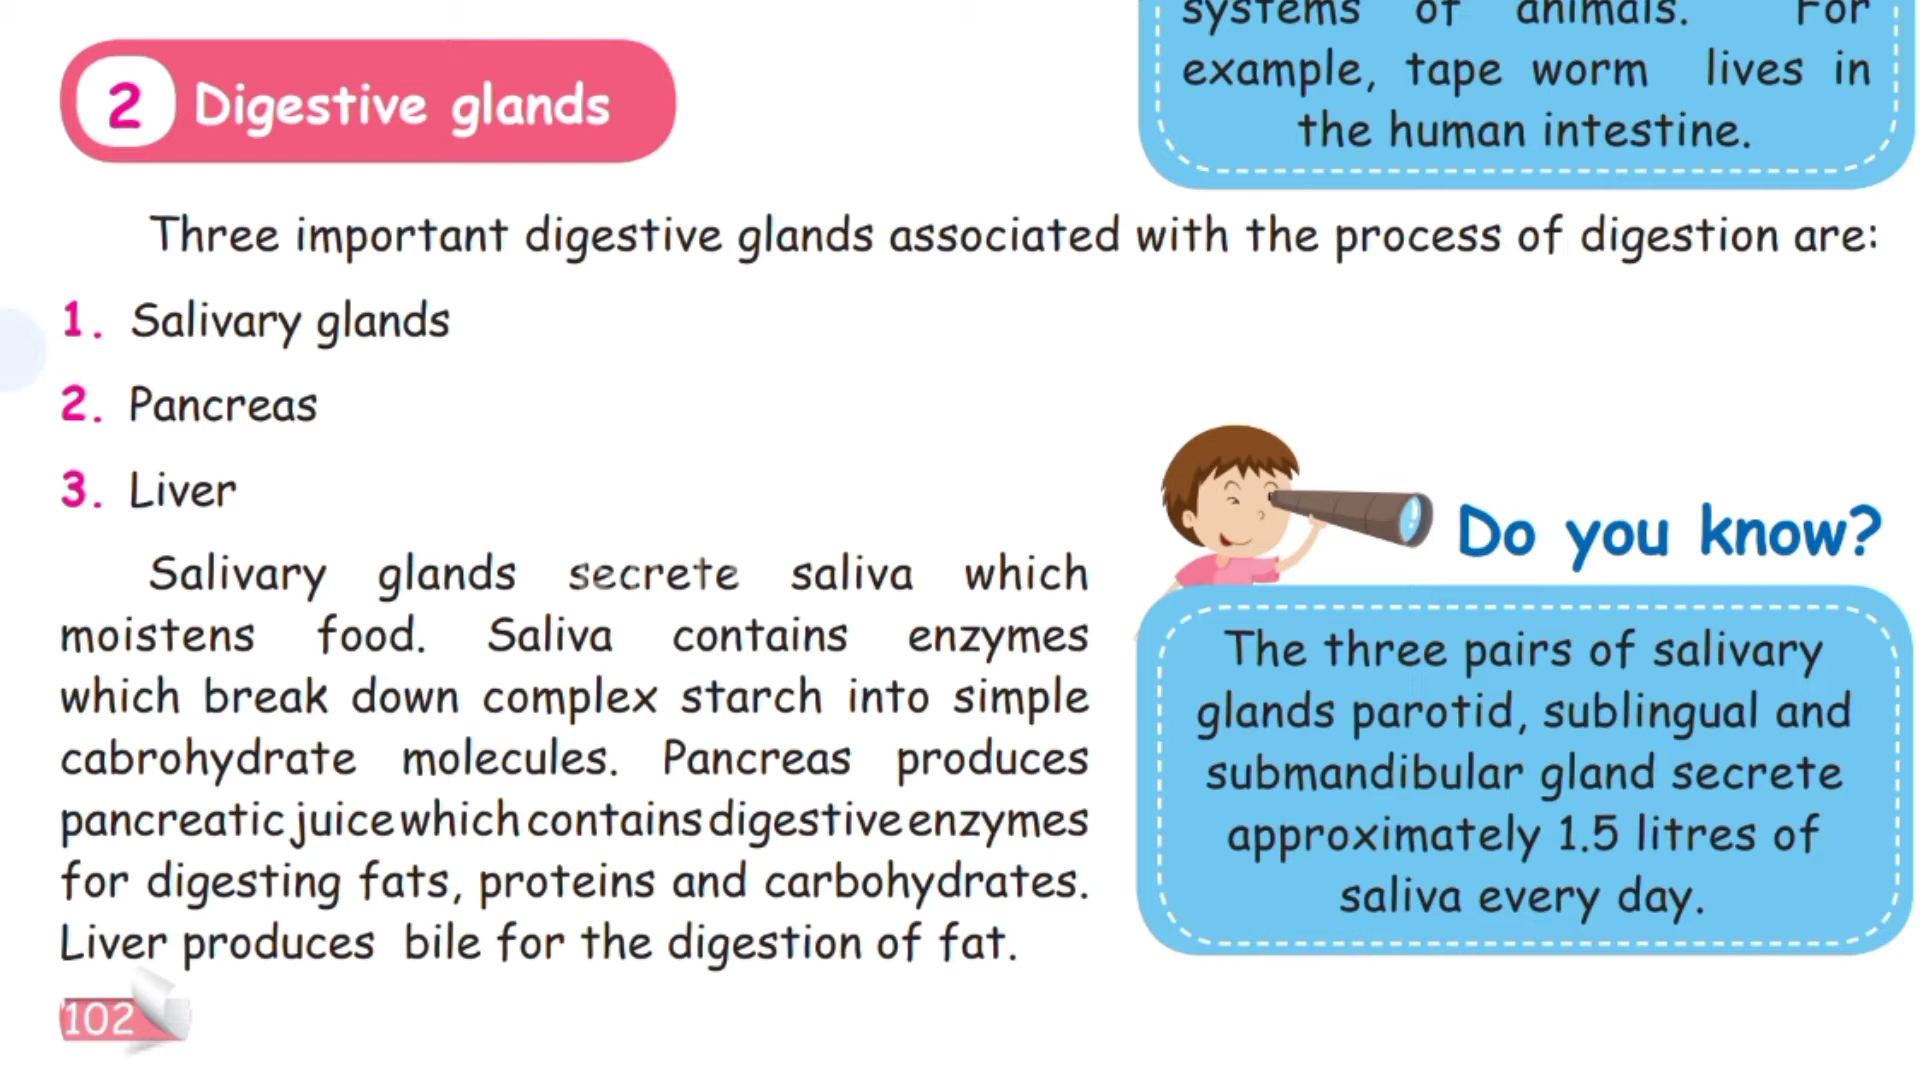 systems of animals. For
example, tape worm lives in
the human intestine.
2 Digestive glands
Three important digestive glands associated with the process of digestion are:
1. Salivary glands
2. Pancreas
3. Liver
Salivary glands secrete saliva which
moistens food. Saliva contains enzymes
which break down complex starch into simple
cabrohydrate molecules. Pancreas produces
pancreatic juice which contains digestive enzymes
for digesting fats, proteins and carbohydrates.
Liver produces bile for the digestion of fat.
Do you know?
The three pairs of salivary
glands parotid, sublingual and
submandibular gland secrete
approximately 1.5 litres of
saliva every day.
102